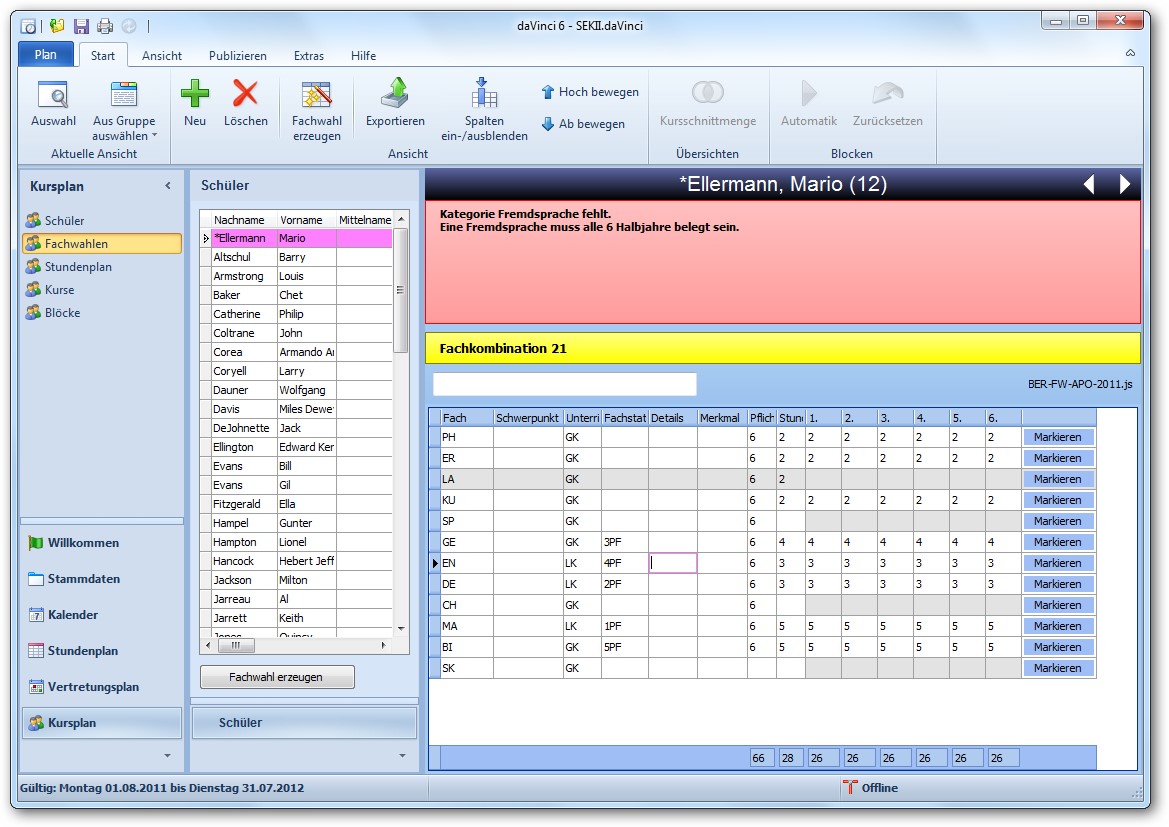 daVinci 6 - SEKII.daVinci
Plan Start Ansicht Publizieren Extras Hilfe
Auswahl
Aus Gruppe
auswählen
Aktuelle Ansicht
Neu
Löschen
Fachwahl
erzeugen
Exportieren
Spalten
ein-/ausblenden
Hoch bewegen
Ab bewegen
Ansicht
Kursschnittmenge
Übersichten
Automatik
Zurücksetzen
Blocken
Kursplan
Schüler
Fachwahlen
Stundenplan
Kurse
Blöcke
Willkommen
Stammdaten
Kalender
Stundenplan
Vertretungsplan
Kursplan
Schüler
Nachname Vorname Mittelname
*Ellermann Mario
Altschul Barry
Armstrong Louis
Baker Chet
Catherine Philip
Coltrane John
Corea Armando A
Coryell Larry
Dauner Wolfgang
Davis Miles Dewe
DeJohnette Jack
Ellington Edward Ker
Evans Bill
Evans Gil
Fitzgerald Ella
Hampel Gunter
Hampton Lionel
Hancock Hebert Jeff
Jackson Milton
Jarreau Al
Jarrett Keith
Jones Quincy
Fachwahl erzeugen
Schüler
*Ellermann, Mario (12)
Kategorie Fremdsprache fehlt.
Eine Fremdsprache muss alle 6 Halbjahre belegt sein.
Fachkombination 21
BER-FW-APO-2011.js
Fach Schwerpunkt Unterri Fachstat Details Merkmal Pflich Stund 1. 2. 3. 4. 5. 6.
PH GK 6 2 2 2 2 2 2 2 Markieren
ER GK 6 2 2 2 2 2 2 2 Markieren
LA GK 6 2 Markieren
KU GK 6 2 2 2 2 2 2 2 Markieren
SP GK 6 Markieren
GE GK 3PF 6 4 4 4 4 4 4 4 Markieren
EN LK 4PF 6 3 3 3 3 3 3 3 Markieren
DE LK 2PF 6 3 3 3 3 3 3 3 Markieren
CH GK 6 Markieren
MA LK 1PF 6 5 5 5 5 5 5 5 Markieren
BI GK 5PF 6 5 5 5 5 5 5 5 Markieren
SK GK Markieren
66 28 26 26 26 26 26 26
Gültig: Montag 01.08.2011 bis Dienstag 31.07.2012
Offline